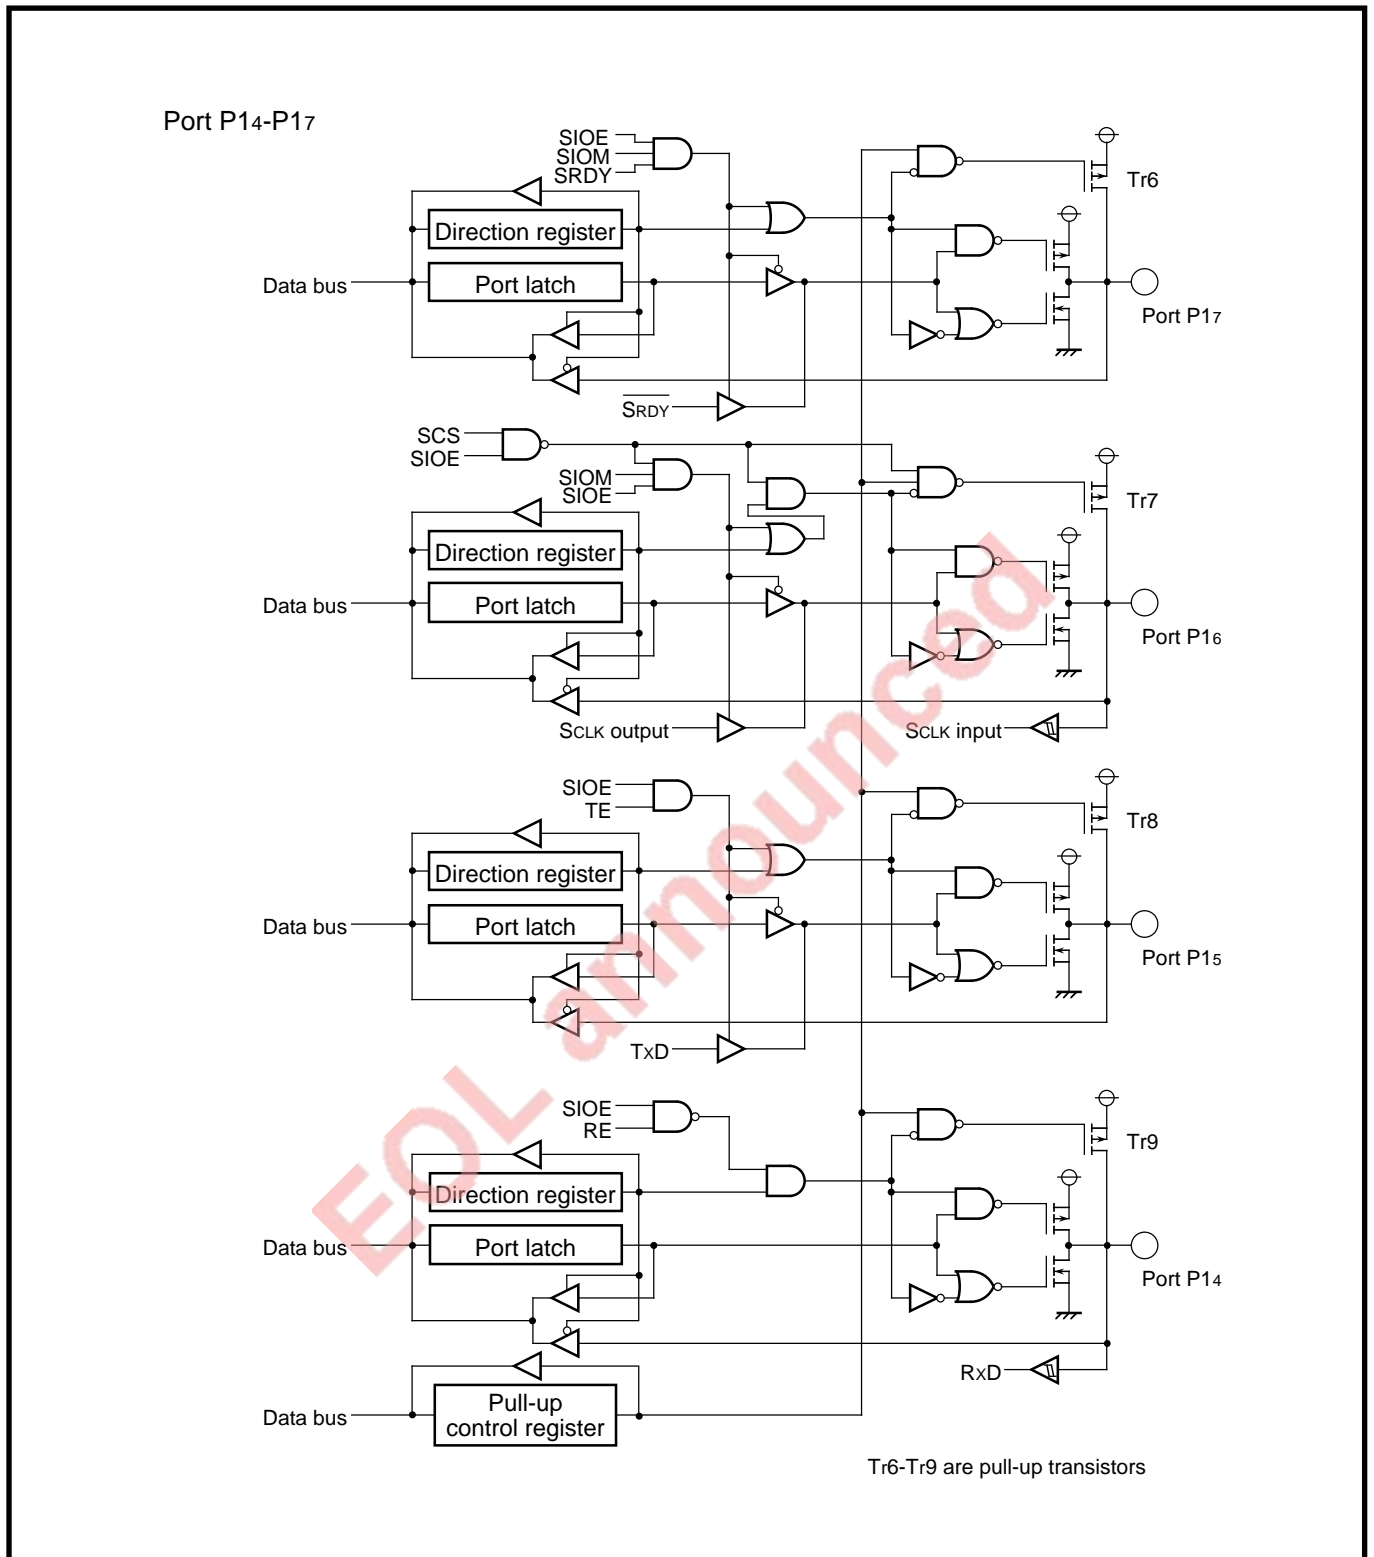 Port P14-P17
SIOE
SIOM
SRDY
Tr6
Direction register
Data bus
Port latch
Port P17
SRDY
SCS
SIOE
SIOM
SIOE
Tr7
Direction register
Data bus
Port latch
Port P16
SCLK output
SCLK input
SIOE
TE
Tr8
Direction register
Data bus
Port latch
Port P15
TXD
SIOE
RE
Tr9
Direction register
Data bus
Port latch
Port P14
RXD
Data bus
Pull-up
control register
Tr6-Tr9 are pull-up transistors
EOL announced